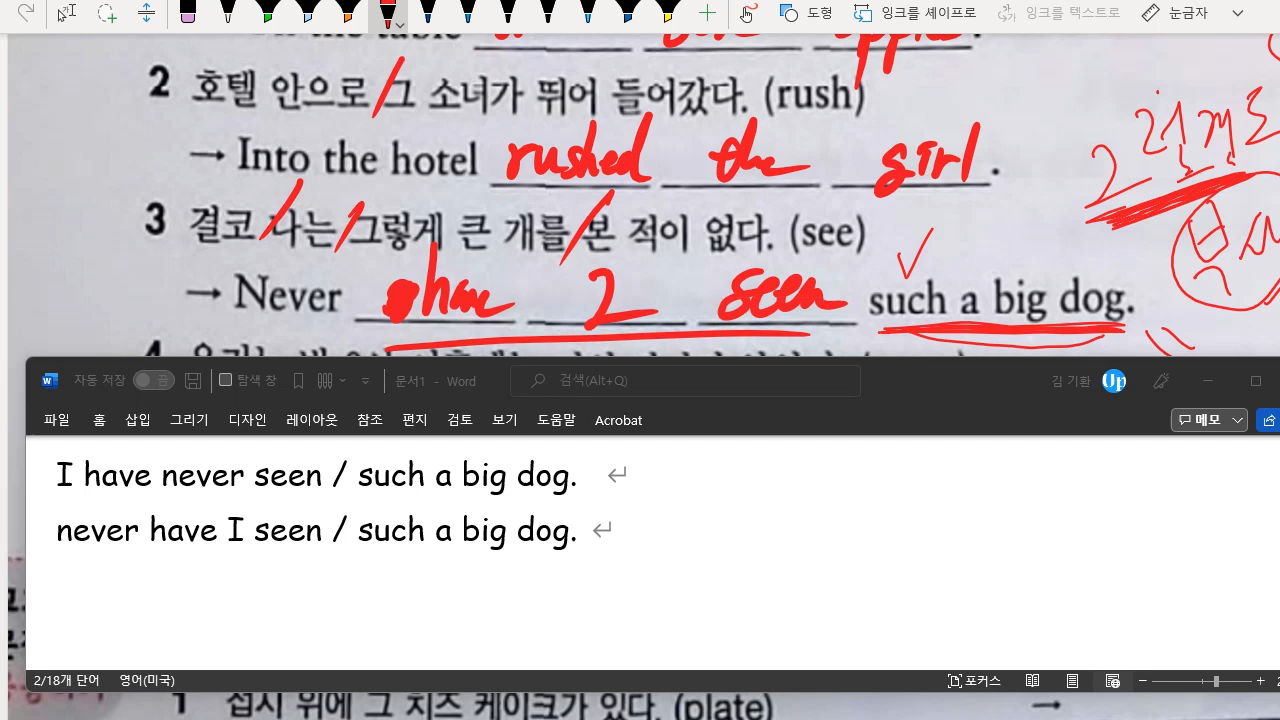 도형 잉크를 셰이프로 잉크를 텍스트로 눈금자
2 호텔 안으로 / 그 소녀가 뛰어 들어갔다. (rush)
→ Into the hotel rushed the girl.
3 결코 / 나는 / 그렇게 큰 개를 / 본 적이 없다. (see)
→ Never have I seen such a big dog.
자동 저장 끔 탐색 창 문서1 - Word 검색(Alt+Q) 김 기환 Up
파일 홈 삽입 그리기 디자인 레이아웃 참조 편지 검토 보기 도움말 Acrobat 메모
I have never seen / such a big dog.
never have I seen / such a big dog.
2/18개 단어 영어(미국) 포커스
1 접시 위에 그 치즈 케이크가 있다. (plate) →